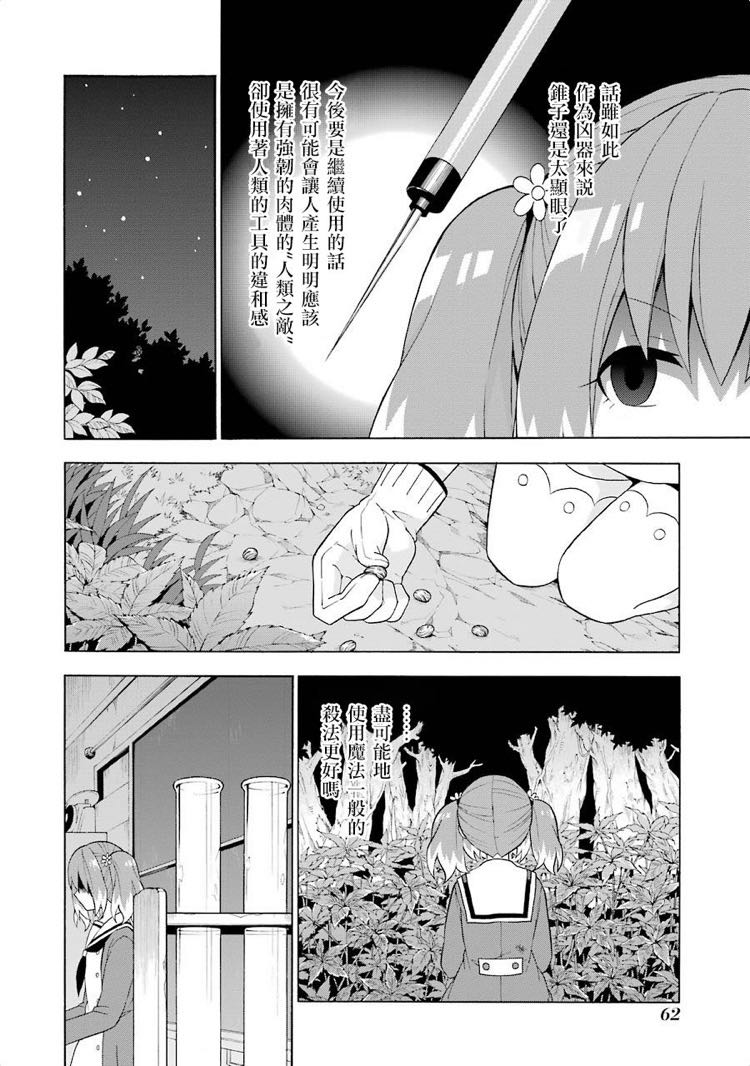 話雖如此
作為凶器來說
錐子還是太顯眼了
今後要是繼續使用的話
很有可能會讓人產生明明應該
是擁有強韌的肉體的"人類之敵"
卻使用著人類的工具的違和感
……
盡可能地
使用魔法一般的
殺法更好嗎
62